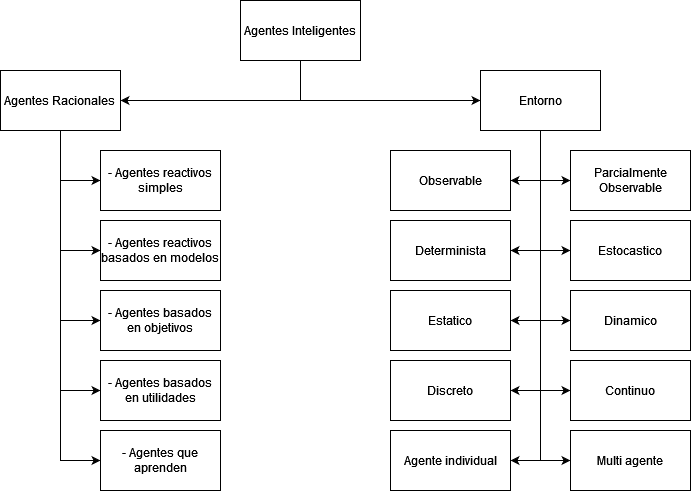 Agentes Inteligentes
Agentes Racionales
Entorno
- Agentes reactivos
simples
- Agentes reactivos
basados en modelos
- Agentes basados
en objetivos
- Agentes basados
en utilidades
- Agentes que
aprenden
Observable
Parcialmente
Observable
Determinista
Estocastico
Estatico
Dinamico
Discreto
Continuo
Agente individual
Multi agente